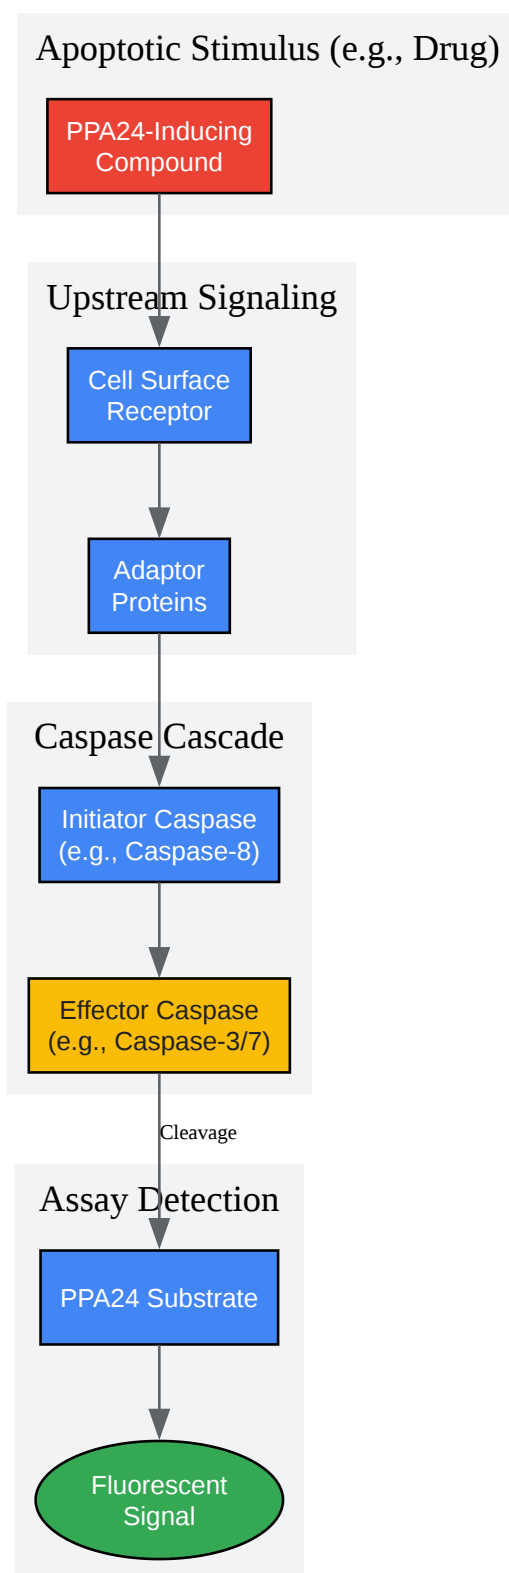 Apoptotic Stimulus (e.g., Drug)
PPA24-Inducing
Compound
Upstream Signaling
Cell Surface
Receptor
Adaptor
Proteins
Caspase Cascade
Initiator Caspase
(e.g., Caspase-8)
Effector Caspase
(e.g., Caspase-3/7)
Cleavage
Assay Detection
PPA24 Substrate
Fluorescent
Signal